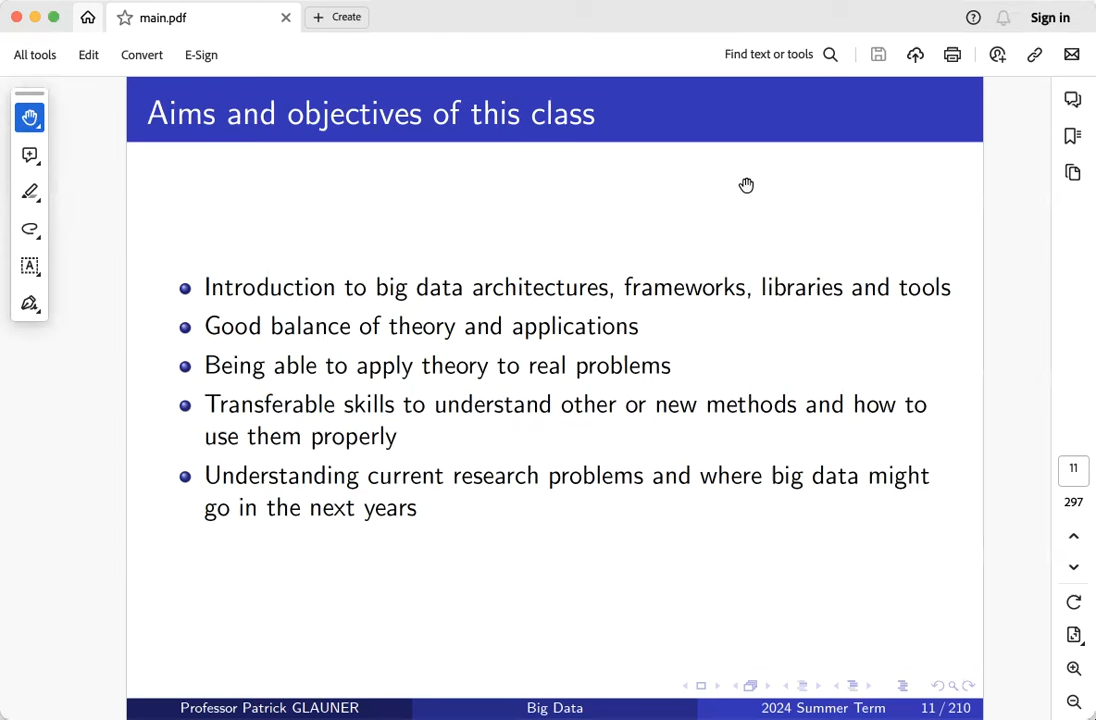 main.pdf
Create
Sign in
All tools Edit Convert E-Sign
Find text or tools
Aims and objectives of this class
Introduction to big data architectures, frameworks, libraries and tools
Good balance of theory and applications
Being able to apply theory to real problems
Transferable skills to understand other or new methods and how to
use them properly
Understanding current research problems and where big data might
go in the next years
11
297
Professor Patrick GLAUNER Big Data 2024 Summer Term 11 / 210